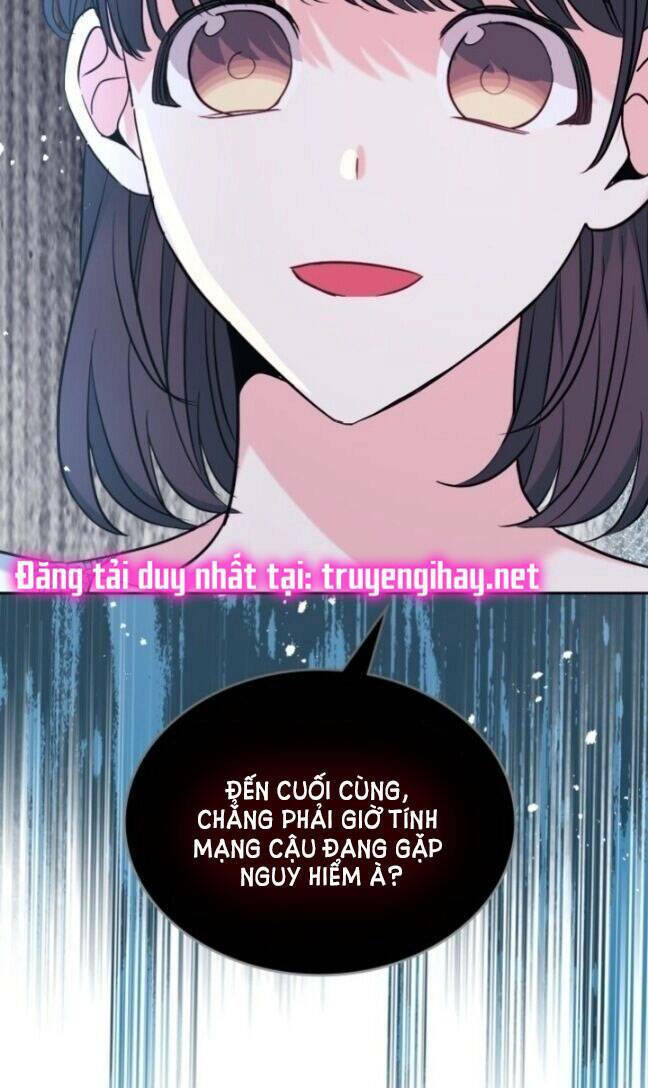 Đăng tải duy nhất tại: truyengihay.net
ĐẾN CUỐI CÙNG,
CHẲNG PHẢI GIỜ TÍNH
MẠNG CẬU ĐANG GẶP
NGUY HIỂM À?